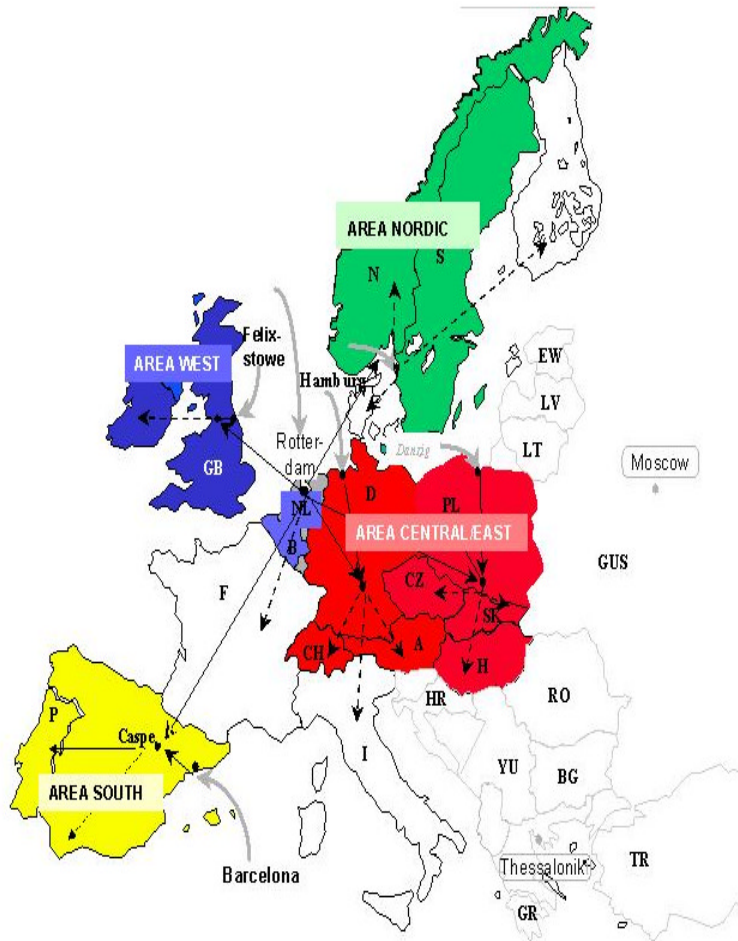 AREA NORDIC
S
N
Felix-
stowe
AREA WEST
Hamburg
EW
LV
LT
Rotter-
dam
Danzig
Moscow
GB
D
PL
NL
AREA CENTRAL/EAST
B
GUS
F
CZ
SK
CH
A
H
HR
RO
P
Caspe
I
YU
BG
AREA SOUTH
Barcelona
Thessalonik
TR
GR